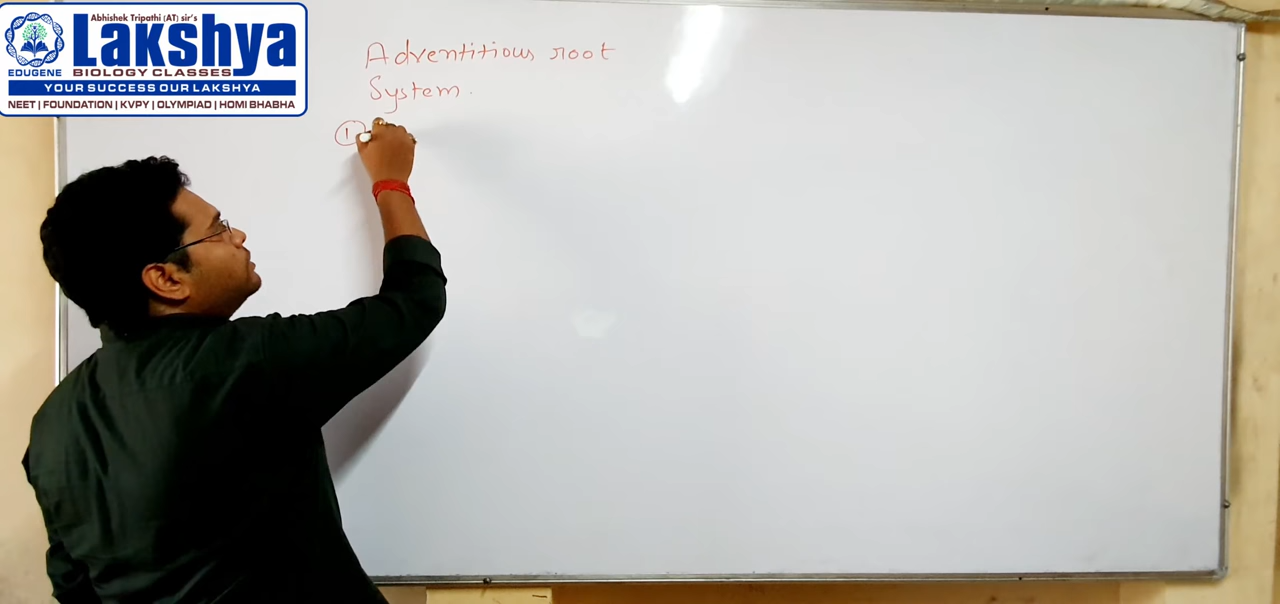 Abhishek Tripathi (AT) sir's
Lakshya
EDUGENE BIOLOGY CLASSES
YOUR SUCCESS OUR LAKSHYA
NEET | FOUNDATION | KVPY | OLYMPIAD | HOMI BHABHA
Adventitious root
System.
1